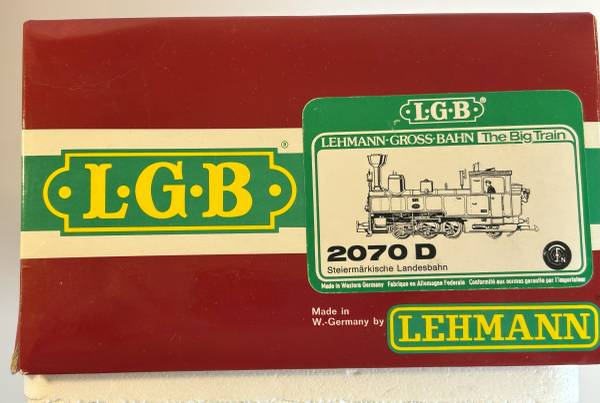 L·G·B®
·L·G·B·®
LEHMANN·GROSS·BAHN The Big Train
2070 D
Steiermärkische Landesbahn
Made in Western Germany Fabriqué en Allemagne Federale Conformité aux normes garantie par l'importateur
Made in
W.-Germany by
LEHMANN